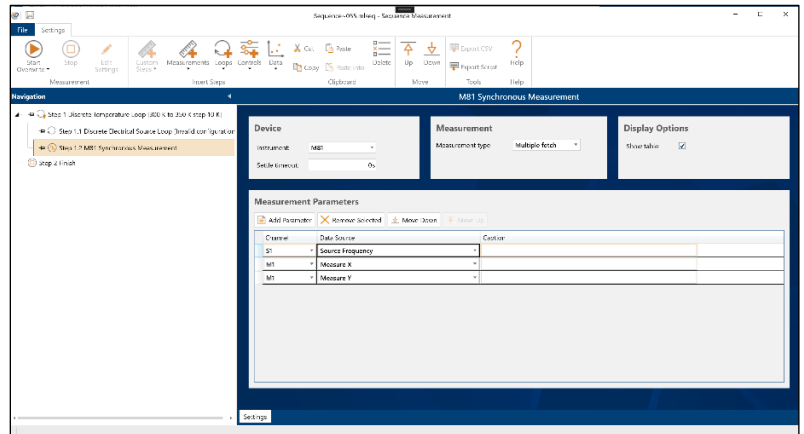 Sequence--055.mlseq - Sequence Measurement
File Settings
Start Overwrite
Stop
Edit Settings
Custom Steps
Measurements
Loops
Controls
Data
Cut
Copy
Paste
Paste Into
Delete
Up
Down
Export CSV
Export Script
Help
Measurement
Insert Steps
Clipboard
Move
Tools
Help
Navigation
M81 Synchronous Measurement
Step 1 Discrete Temperature Loop (300 K to 350 K step 10 K)
Step 1.1 Discrete Electrical Source Loop (Invalid configuration
Step 1.2 M81 Synchronous Measurement
Step 2 Finish
Device
Instrument: M81
Settle timeout: 0s
Measurement
Measurement type Multiple fetch
Display Options
Show table
Measurement Parameters
Add Parameter Remove Selected Move Down Move Up
Channel Data Source Caption
S1 Source Frequency
M1 Measure X
M1 Measure Y
Settings